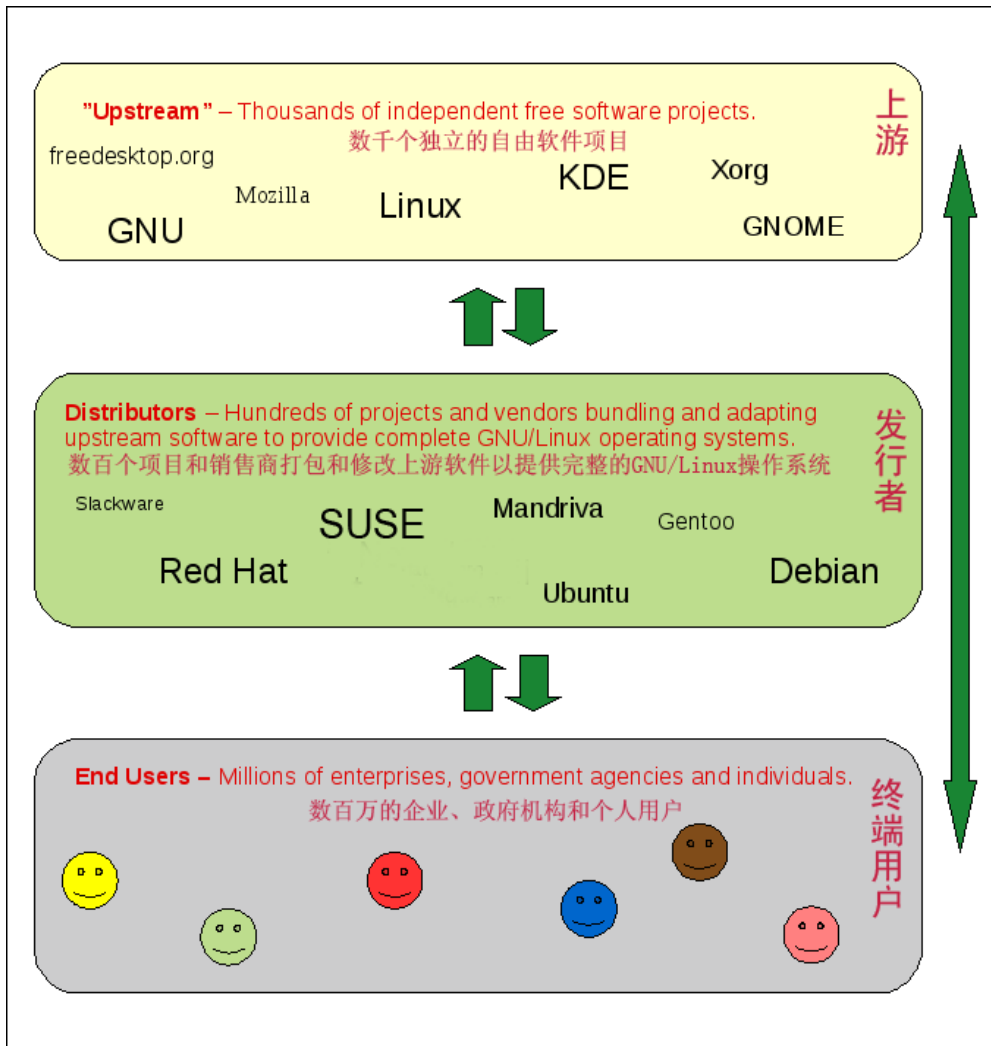 ”Upstream” – Thousands of independent free software projects.
数千个独立的自由软件项目
上游
freedesktop.org
Mozilla
GNU
Linux
KDE
Xorg
GNOME
Distributors – Hundreds of projects and vendors bundling and adapting
upstream software to provide complete GNU/Linux operating systems.
数百个项目和销售商打包和修改上游软件以提供完整的GNU/Linux操作系统
发行者
Slackware
SUSE
Mandriva
Gentoo
Red Hat
Ubuntu
Debian
End Users – Millions of enterprises, government agencies and individuals.
数百万的企业、政府机构和个人用户
终端用户